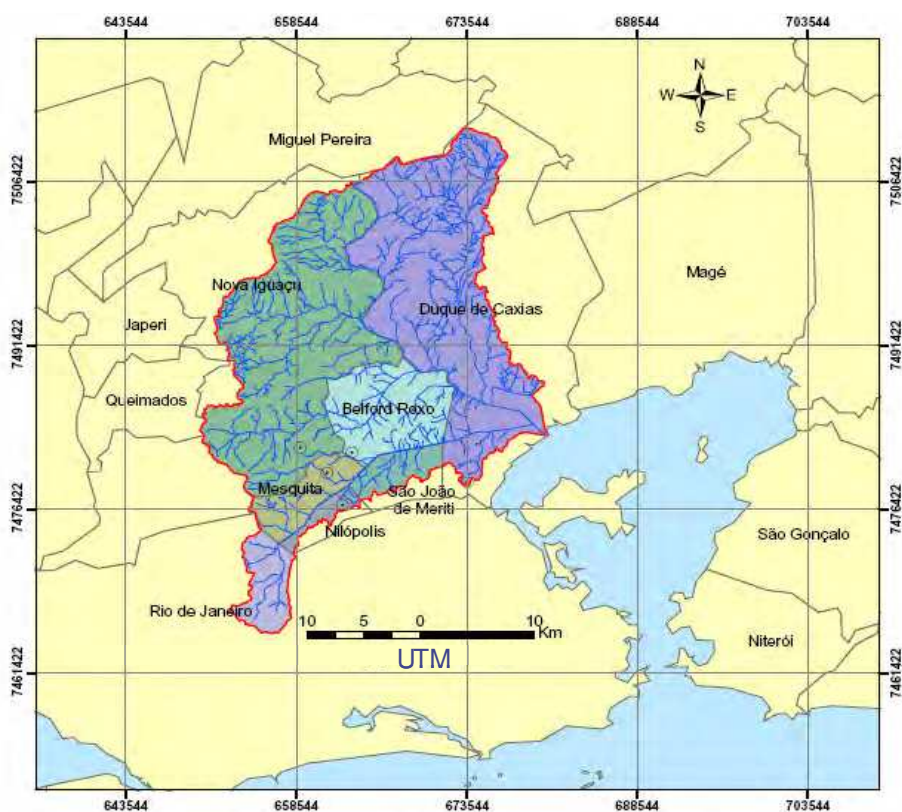 643544 658544 673544 688544 703544
N
W E
S
Miguel Pereira
7506422 7506422
Magé
Nova Iguaçu
Duque de Caxias
Japeri
7491422 7491422
Queimados
Belford Roxo
Mesquita
São João
de Meriti
7476422 7476422
Nilópolis
São Gonçalo
Rio de Janeiro
10 5 0 10
Km
Niterói
UTM
7461422 7461422
643544 658544 673544 688544 703544